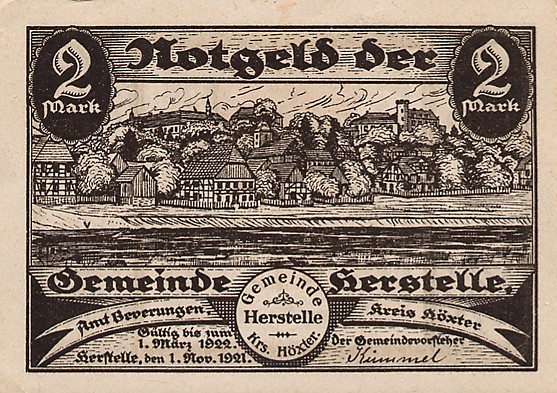 2 Mark
Notgeld der
2 Mark
Gemeinde Herstelle.
Amt Beverungen
Kreis Höxter
Gemeinde
Herstelle
Krs. Höxter.
Gültig bis zum
1. März 1922.
Herstelle, den 1. Nov. 1921.
Der Gemeindevorsteher
Kümmel